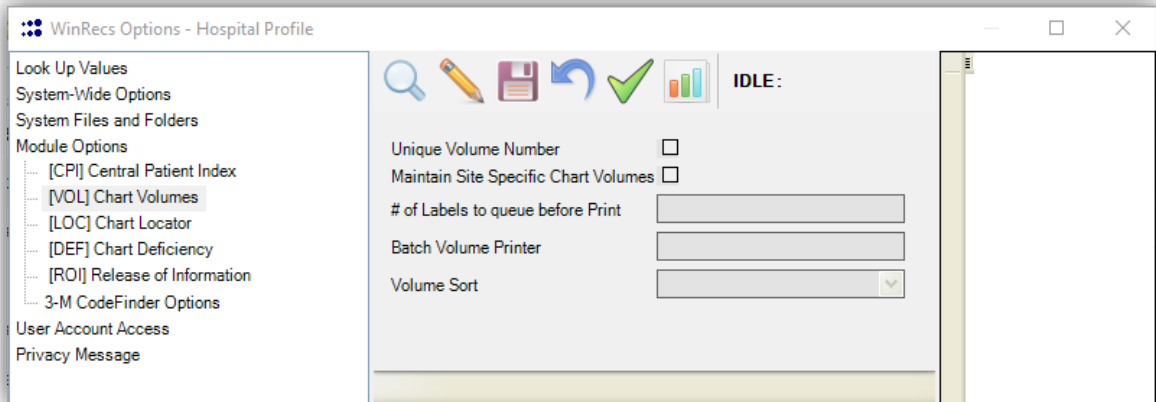 WinRecs Options - Hospital Profile
Look Up Values
System-Wide Options
System Files and Folders
Module Options
[CPI] Central Patient Index
[VOL] Chart Volumes
[LOC] Chart Locator
[DEF] Chart Deficiency
[ROI] Release of Information
3-M CodeFinder Options
User Account Access
Privacy Message
IDLE:
Unique Volume Number
Maintain Site Specific Chart Volumes
# of Labels to queue before Print
Batch Volume Printer
Volume Sort